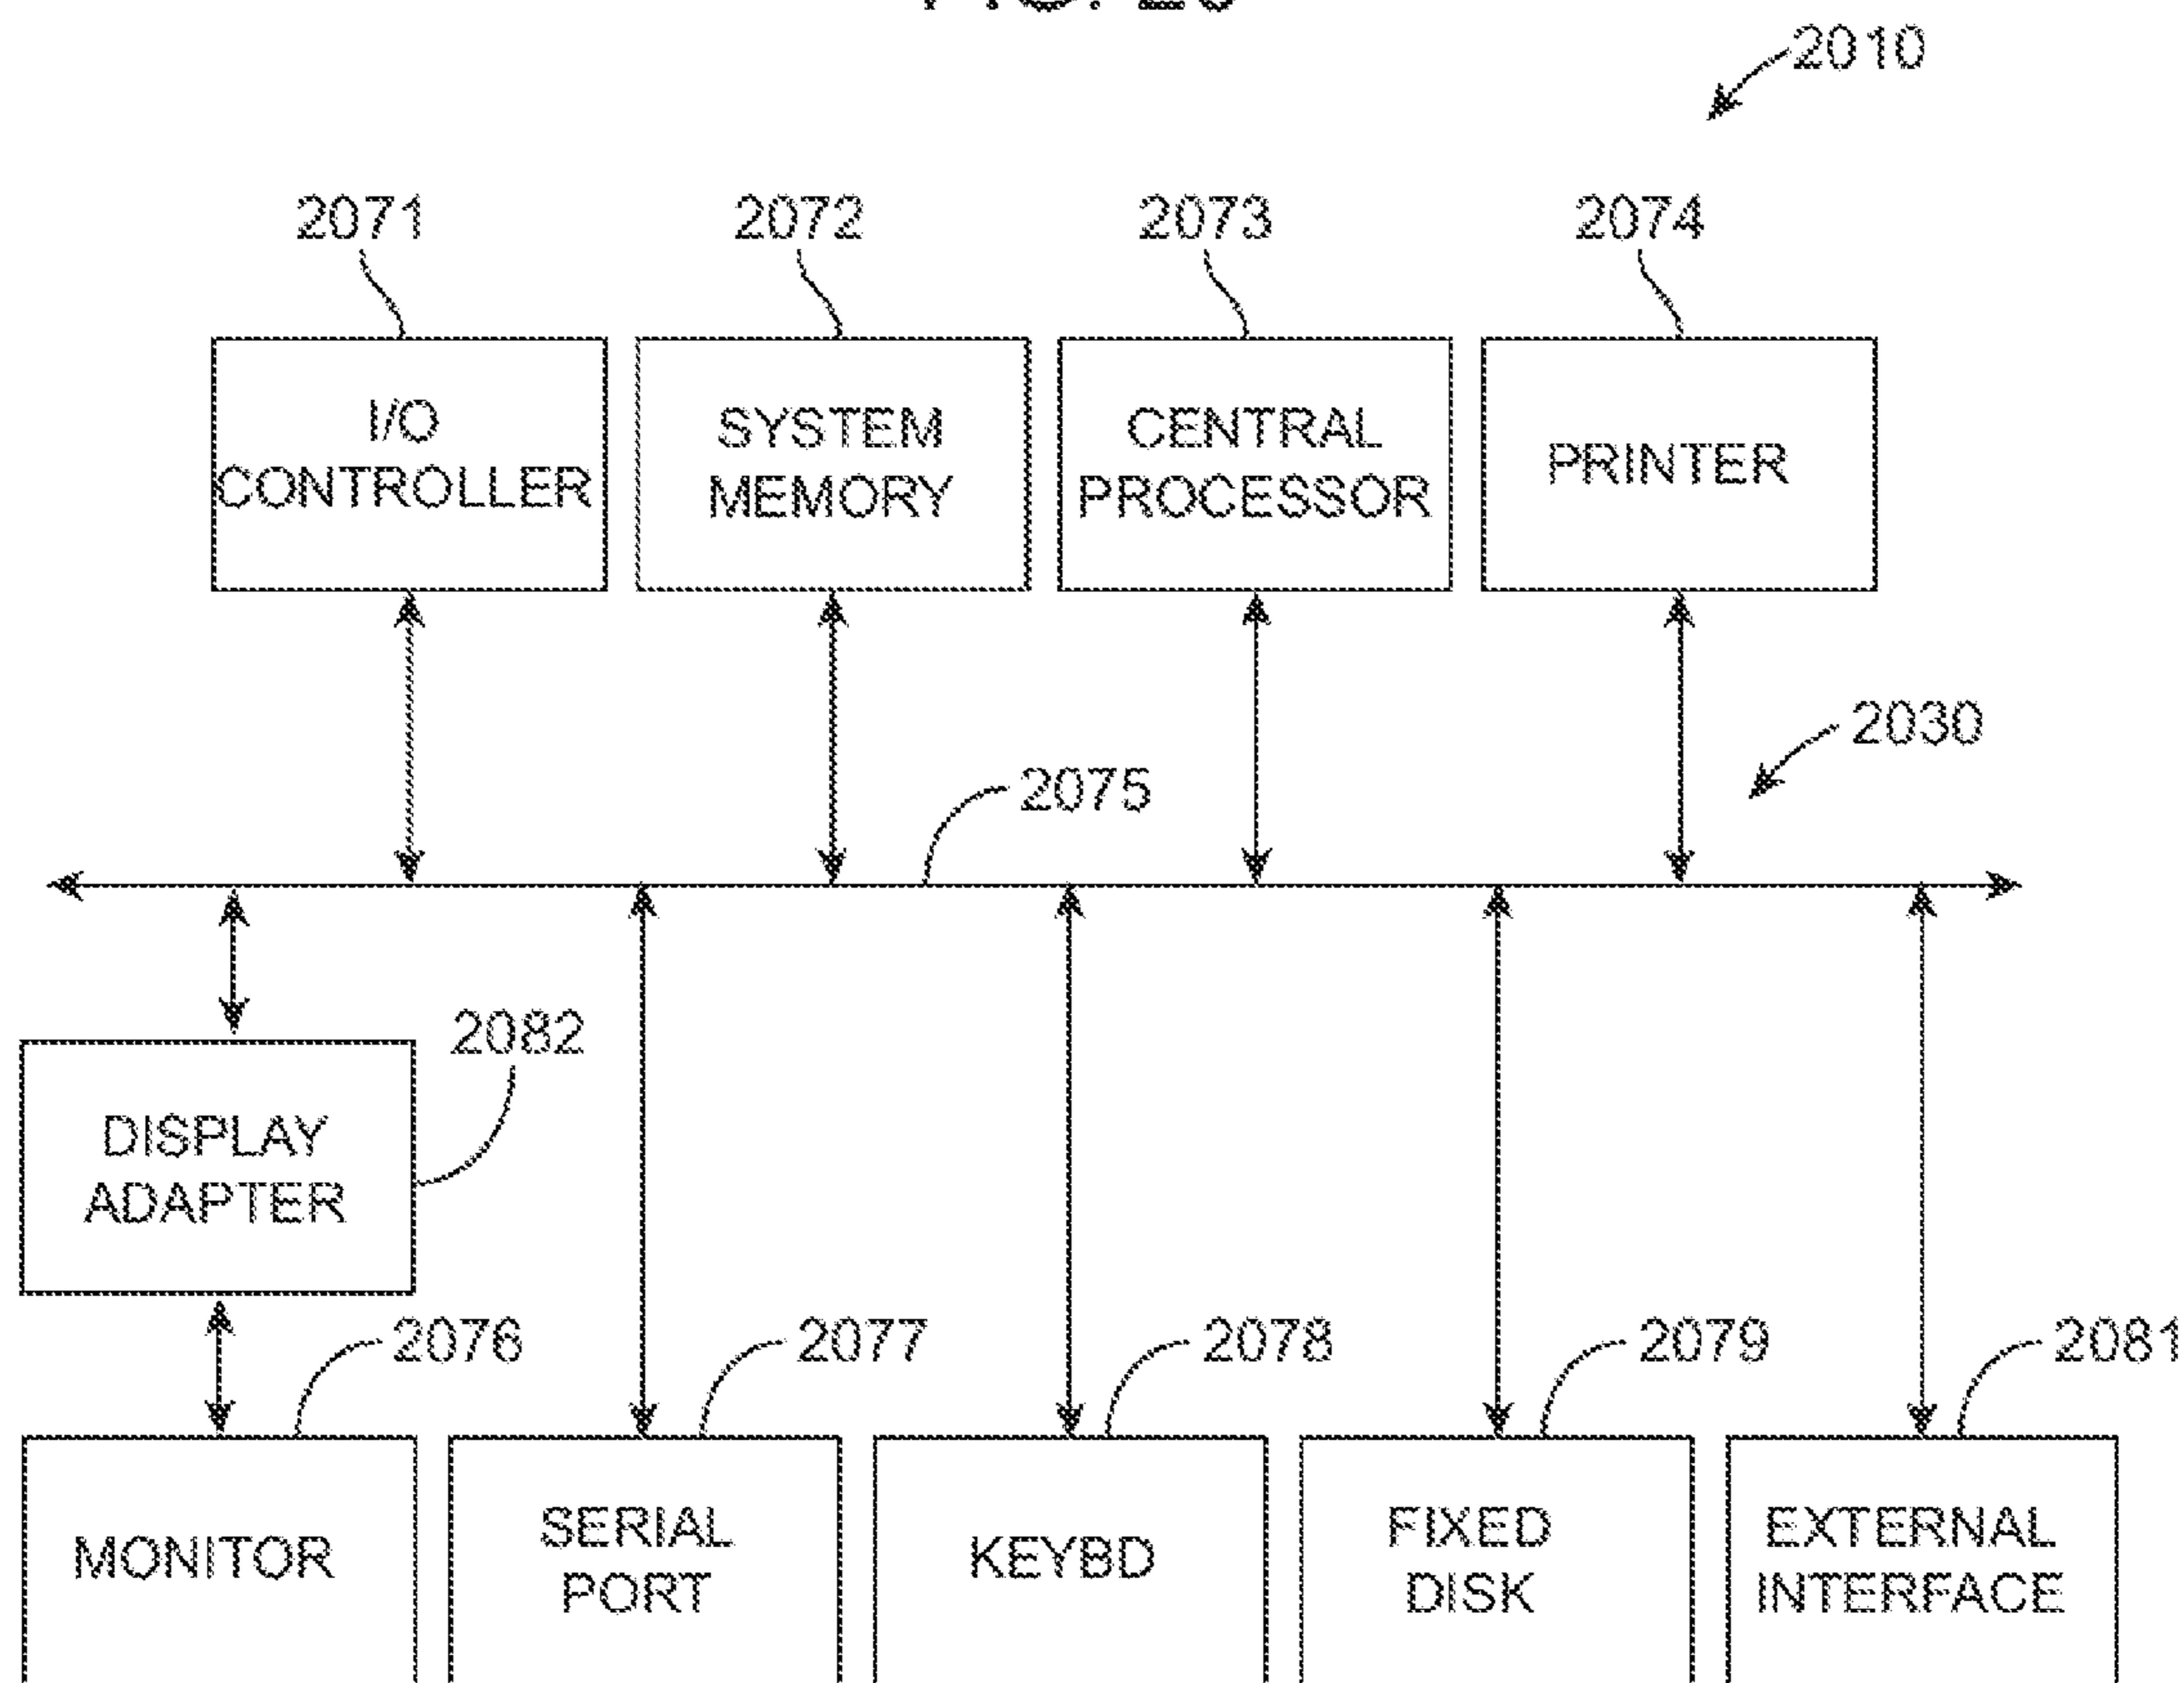 2010
2071
2072
2073
2074
I/O
CONTROLLER
SYSTEM
MEMORY
CENTRAL
PROCESSOR
PRINTER
2030
2075
2082
DISPLAY
ADAPTER
2076
2077
2078
2079
2081
MONITOR
SERIAL
PORT
KEYBD
FIXED
DISK
EXTERNAL
INTERFACE